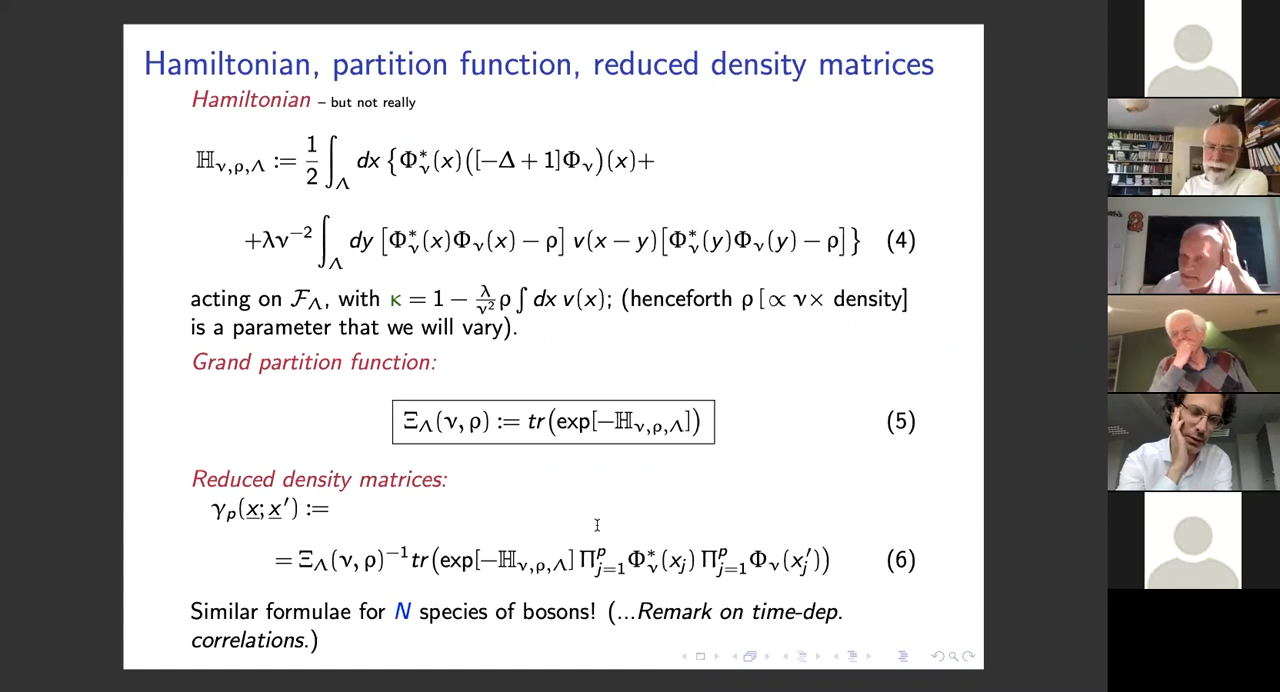 Hamiltonian, partition function, reduced density matrices
Hamiltonian – but not really
ℍ_{ν,ρ,Λ} := 1/2 ∫_Λ dx {Φ*_ν(x)([−Δ + 1]Φ_ν)(x)+
+λν^{−2} ∫_Λ dy [Φ*_ν(x)Φ_ν(x) − ρ] v(x − y)[Φ*_ν(y)Φ_ν(y) − ρ]} (4)
acting on ℱ_Λ, with κ = 1 − λ/ν² ρ ∫ dx v(x); (henceforth ρ [∝ ν× density]
is a parameter that we will vary).
Grand partition function:
Ξ_Λ(ν, ρ) := tr(exp[−ℍ_{ν,ρ,Λ}]) (5)
Reduced density matrices:
γ_p(x; x′) :=
= Ξ_Λ(ν, ρ)^{−1} tr(exp[−ℍ_{ν,ρ,Λ}] Π^p_{j=1} Φ*_ν(x_j) Π^p_{j=1} Φ_ν(x′_j)) (6)
Similar formulae for N species of bosons! (...Remark on time-dep.
correlations.)